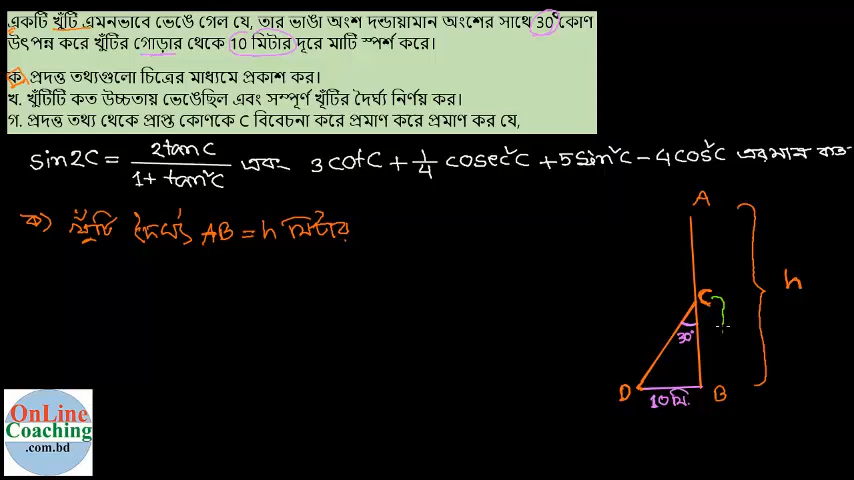 একটি খুঁটি এমনভাবে ভেঙে গেল যে, তার ভাঙা অংশ দন্ডায়মান অংশের সাথে 30° কোণ
উৎপন্ন করে খুঁটির গোড়ার থেকে 10 মিটার দূরে মাটি স্পর্শ করে।
ক. প্রদত্ত তথ্যগুলো চিত্রের মাধ্যমে প্রকাশ কর।
খ. খুঁটিটি কত উচ্চতায় ভেঙেছিল এবং সম্পূর্ণ খুঁটির দৈর্ঘ্য নির্ণয় কর।
গ. প্রদত্ত তথ্য থেকে প্রাপ্ত কোণকে C বিবেচনা করে প্রমাণ করে প্রমাণ কর যে,
sin2C = 2tanC / 1+tan²C এবং 3cot²C + 1/4 cosec²C + 5sin²C - 4cos²C এর মান কত
ক) খুঁটি দৈর্ঘ্য AB = h মিটার
A
C
?
h
30°
D
B
10 মি.
OnLine
Coaching
.com.bd